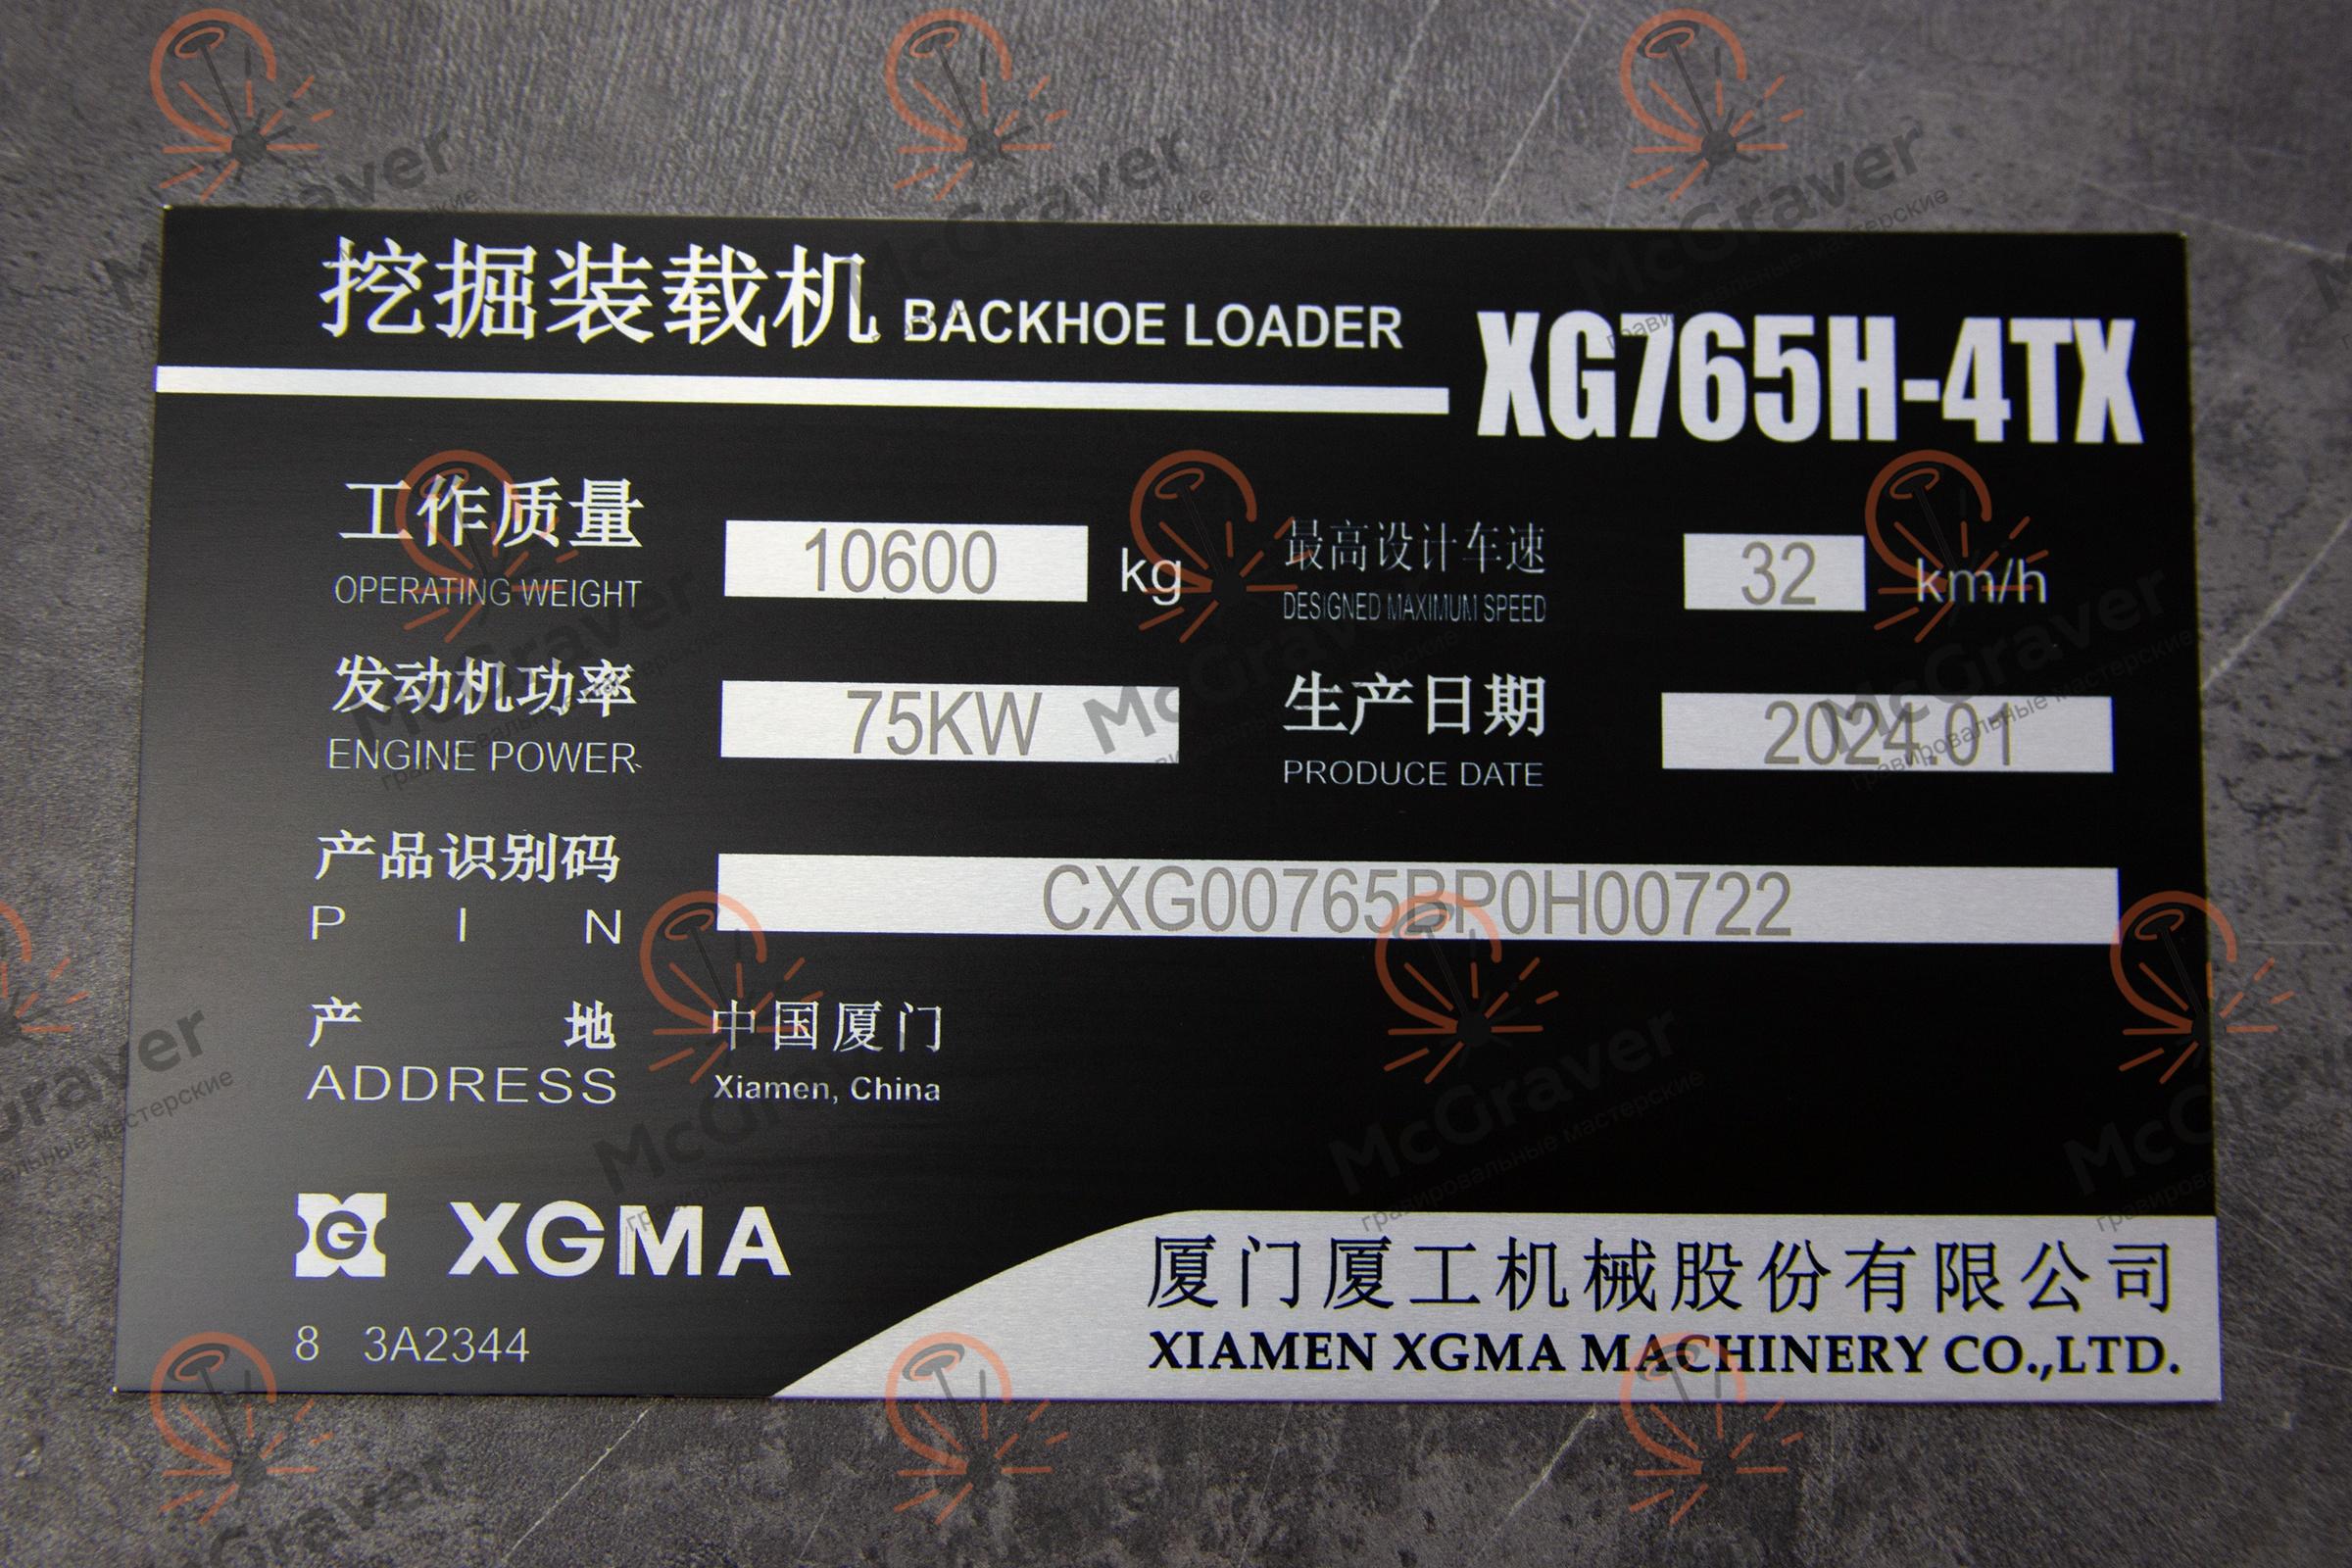 挖掘装载机 BACKHOE LOADER XG765H-4TX
工作质量 10600 kg 最高设计车速 32 km/h
OPERATING WEIGHT DESIGNED MAXIMUM SPEED
发动机功率 75KW 生产日期 2024.01
ENGINE POWER PRODUCE DATE
产品识别码 CXG00765BP0H00722
P I N
产 地 中国厦门
ADDRESS Xiamen, China
XGMA
8 3A2344
厦门厦工机械股份有限公司
XIAMEN XGMA MACHINERY CO.,LTD.
McGraver
гравировальные мастерские